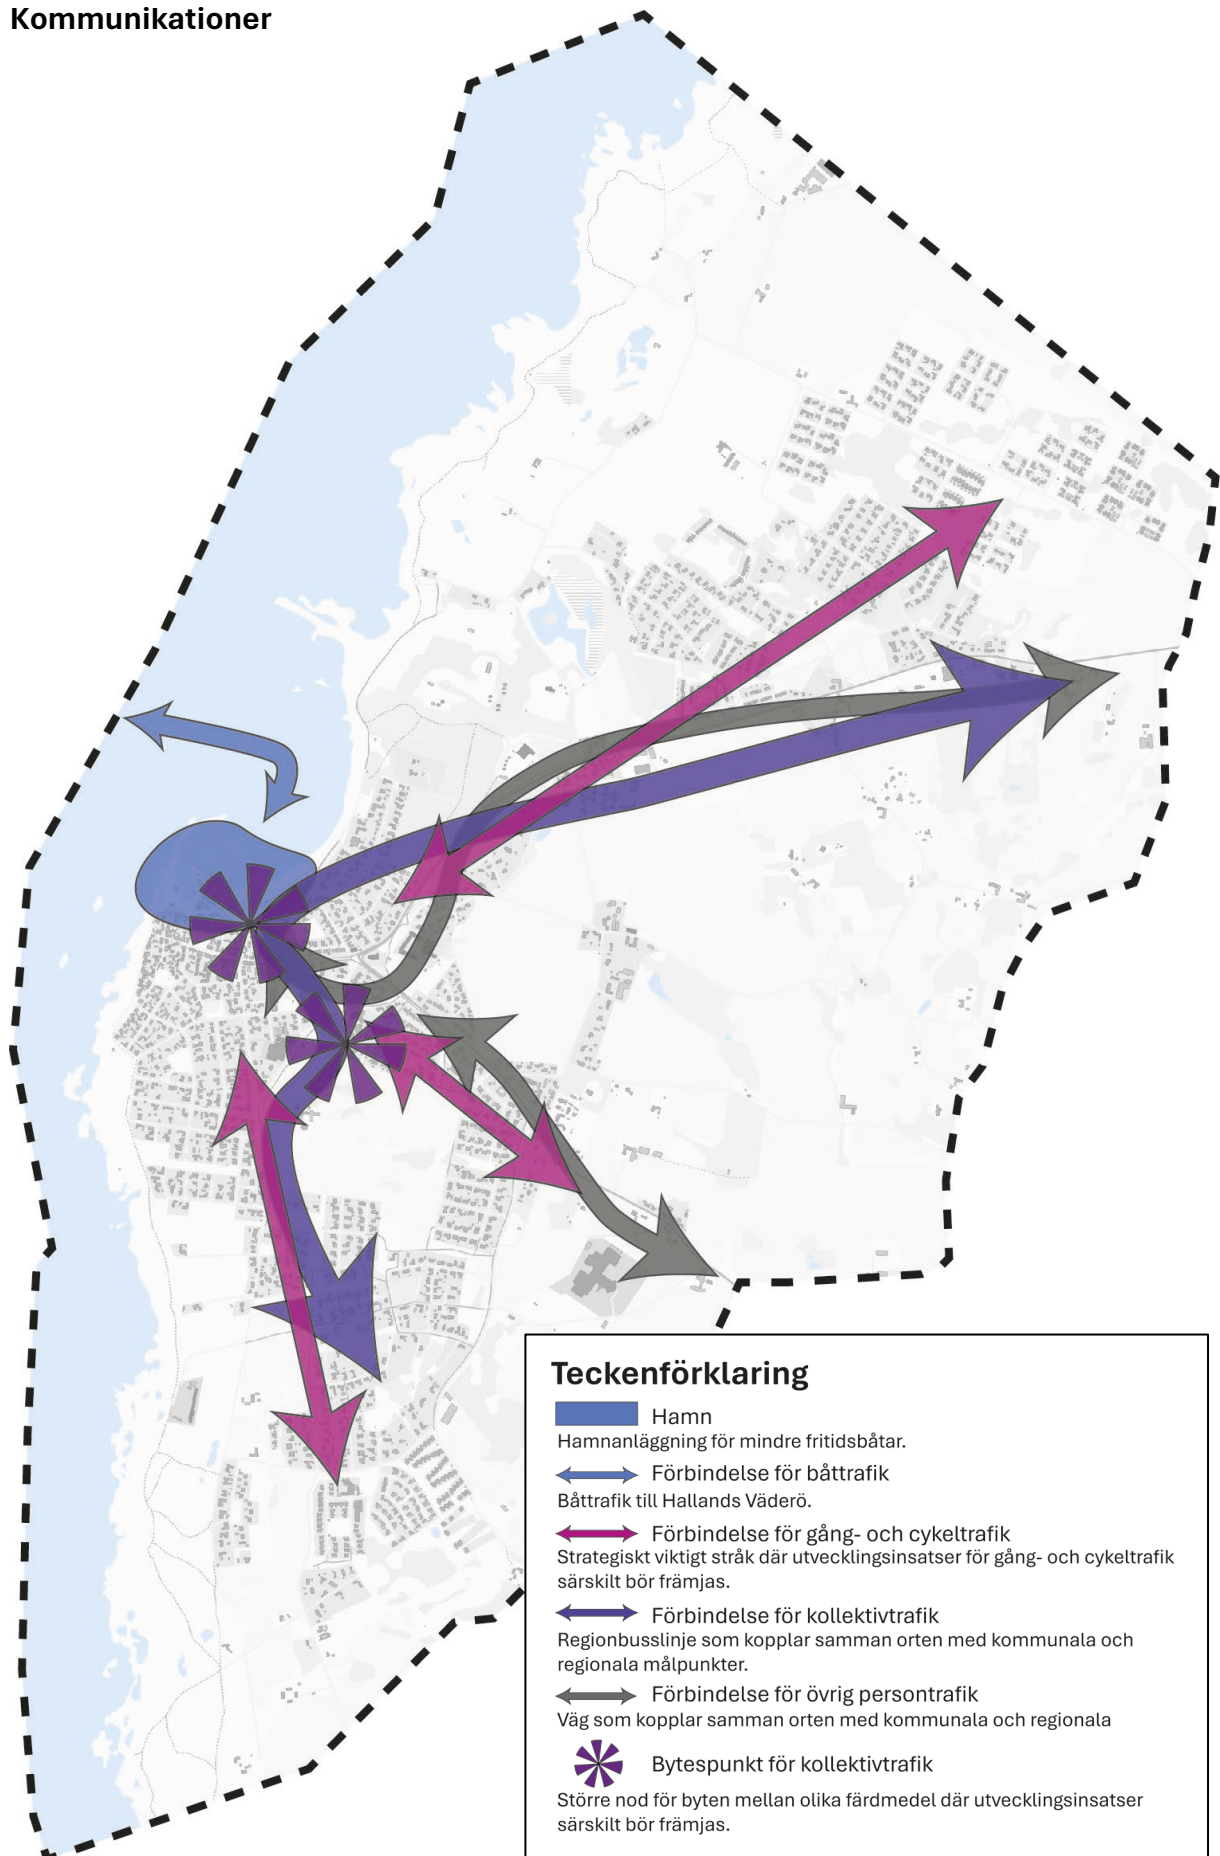 Kommunikationer
Teckenförklaring
Hamn
Hamnanläggning för mindre fritidsbåtar.
Förbindelse för båttrafik
Båttrafik till Hallands Väderö.
Förbindelse för gång- och cykeltrafik
Strategiskt viktigt stråk där utvecklingsinsatser för gång- och cykeltrafik
särskilt bör främjas.
Förbindelse för kollektivtrafik
Regionbusslinje som kopplar samman orten med kommunala och
regionala målpunkter.
Förbindelse för övrig persontrafik
Väg som kopplar samman orten med kommunala och regionala
Bytespunkt för kollektivtrafik
Större nod för byten mellan olika färdmedel där utvecklingsinsatser
särskilt bör främjas.